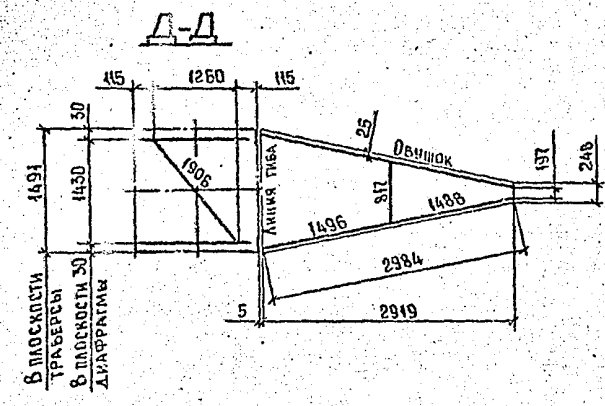 Д-Д
115
1260
115
30
1491
1430
30
1906
ЛИНИЯ ГИБА
25
Овушок
817
197
248
1496
1488
2984
5
2919
В ПЛОСКОСТИ
ТРАВЕРСЫ
В ПЛОСКОСТИ
ДИАФРАГМЫ